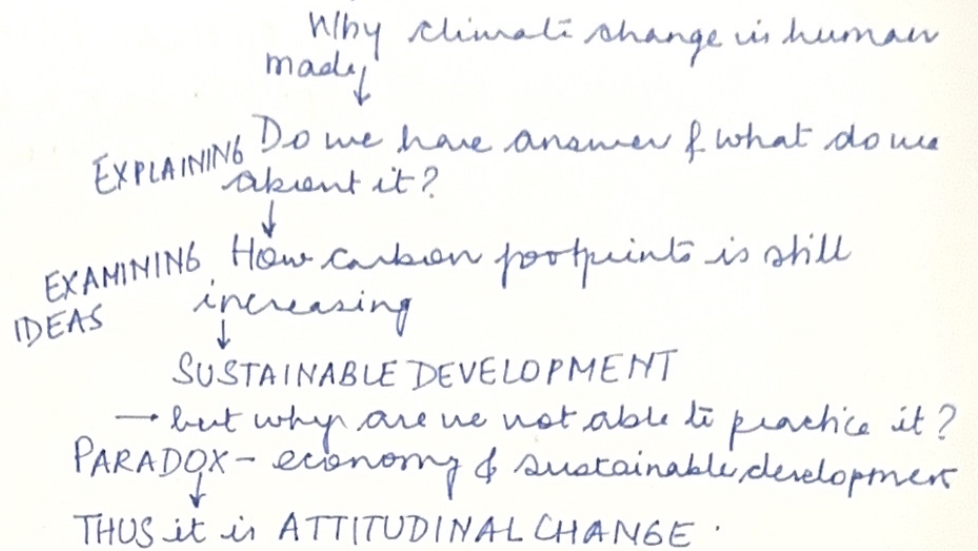 Why climate change is human
made
EXPLAINING Do we have answer & what do we
about it?
EXAMINING How carbon footprints is still
IDEAS increasing
SUSTAINABLE DEVELOPMENT
→ but why are we not able to practice it?
PARADOX - economy & sustainable development
THUS it is ATTITUDINAL CHANGE.